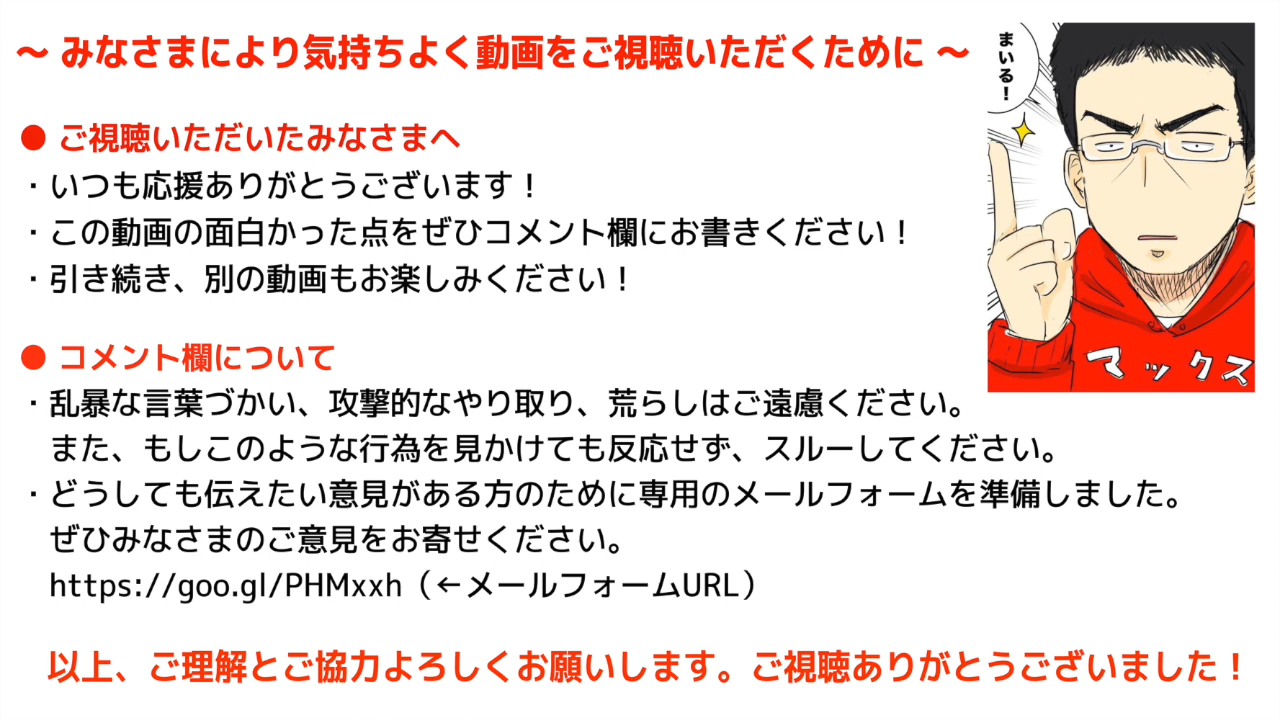 ～ みなさまにより気持ちよく動画をご視聴いただくために ～
まいる！
● ご視聴いただいたみなさまへ
・いつも応援ありがとうございます！
・この動画の面白かった点をぜひコメント欄にお書きください！
・引き続き、別の動画もお楽しみください！
マックス
● コメント欄について
・乱暴な言葉づかい、攻撃的なやり取り、荒らしはご遠慮ください。
また、もしこのような行為を見かけても反応せず、スルーしてください。
・どうしても伝えたい意見がある方のために専用のメールフォームを準備しました。
ぜひみなさまのご意見をお寄せください。
https://goo.gl/PHMxxh（←メールフォームURL）
以上、ご理解とご協力よろしくお願いします。ご視聴ありがとうございました！